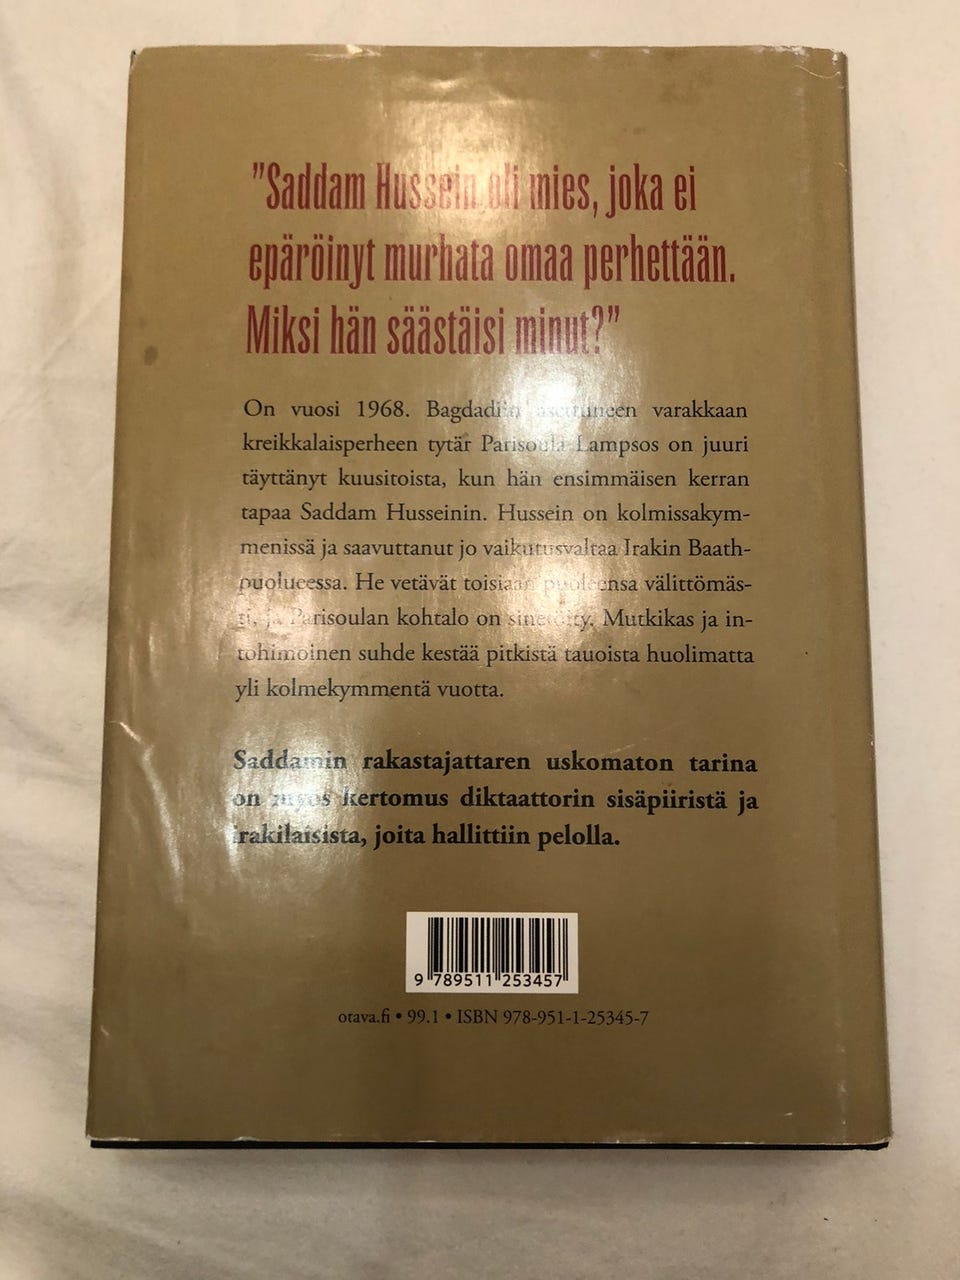 "Saddam Hussein oli mies, joka ei
epäröinyt murhata omaa perhettään.
Miksi hän säästäisi minut?"
On vuosi 1968. Bagdadiin asettuneen varakkaan
kreikkalaisperheen tytär Parisoula Lampsos on juuri
täyttänyt kuusitoista, kun hän ensimmäisen kerran
tapaa Saddam Husseinin. Hussein on kolmissakym-
menissä ja saavuttanut jo vaikutusvaltaa Irakin Baath-
puolueessa. He vetävät toisiaan puoleensa välittömäs-
ti, ja Parisoulan kohtalo on sinetöity. Mutkikas ja in-
tohimoinen suhde kestää pitkistä tauoista huolimatta
yli kolmekymmentä vuotta.
Saddamin rakastajattaren uskomaton tarina
on myös kertomus diktaattorin sisäpiiristä ja
irakilaisista, joita hallittiin pelolla.
9 789511 253457
otava.fi • 99.1 • ISBN 978-951-1-25345-7